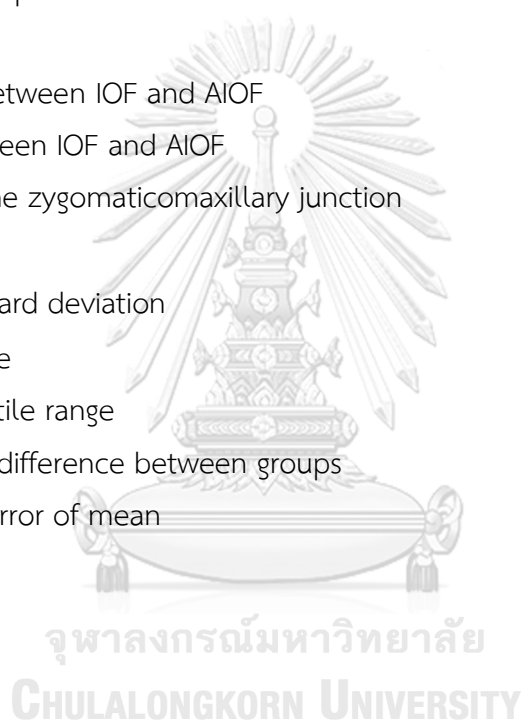 etween IOF and AIOF
een IOF and AIOF
e zygomaticomaxillary junction
ard deviation
e
tile range
difference between groups
rror of mean
จุฬาลงกรณ์มหาวิทยาลัย
CHULALONGKORN UNIVERSITY